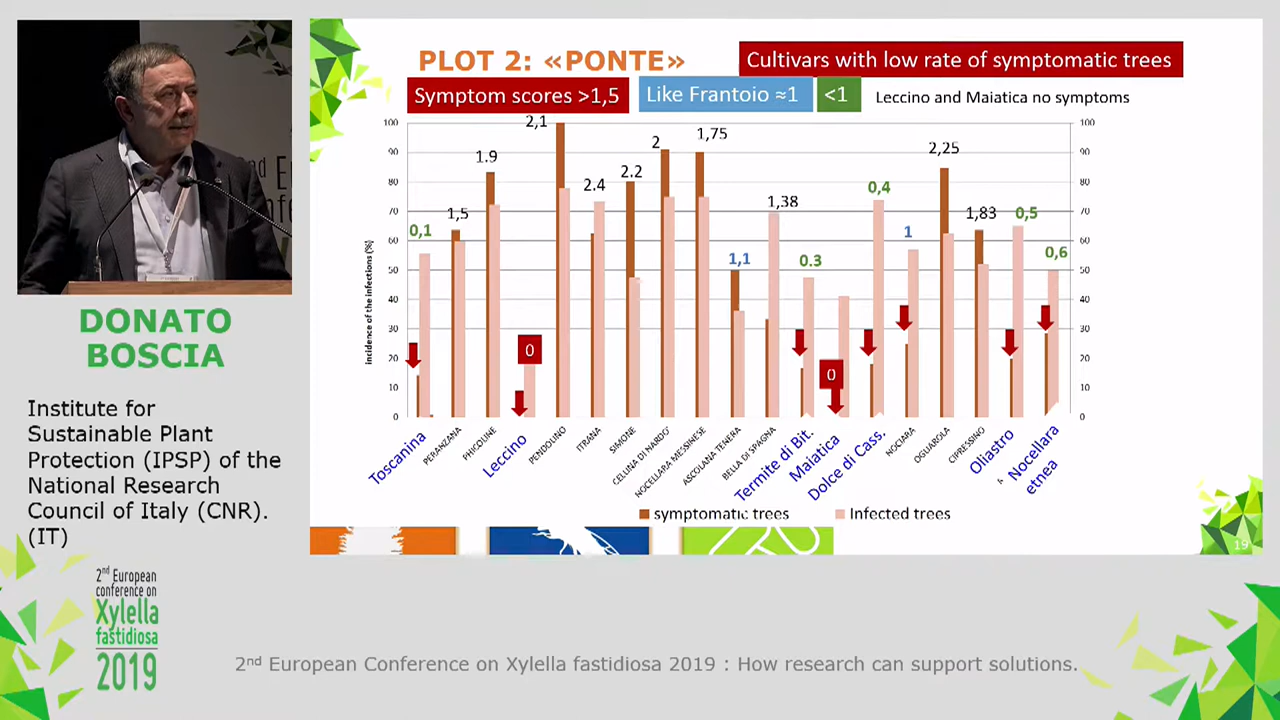 PLOT 2: «PONTE»
Cultivars with low rate of symptomatic trees
Symptom scores >1,5
Like Frantoio ≈1
<1
Leccino and Maiatica no symptoms
Incidence of the infections (%)
100
90
80
70
60
50
40
30
20
10
0
0,1
1,5
1.9
0
2,1
2.4
2.2
2
1,75
1,1
1,38
0.3
0
0,4
1
2,25
1,83
0,5
0,6
100
90
80
70
60
50
40
30
20
10
0
Toscanina
PERANZANA
PHICOLINE
Leccino
PENDOLINO
ITRANA
SIMONE
CELLINA DI NARDO'
NOCELLARA MESSINESE
ASCOLANA TENERA
BELLA DI SPAGNA
Termite di Bit.
Maiatica
Dolce di Cass.
NOCIARA
OGLIAROLA
CIPRESSINO
Oliastro
Nocellara
etnea
symptomatic trees
Infected trees
19
DONATO
BOSCIA
Institute for
Sustainable Plant
Protection (IPSP) of the
National Research
Council of Italy (CNR).
(IT)
2nd European
conference on
Xylella
fastidiosa
2019
2nd European Conference on Xylella fastidiosa 2019 : How research can support solutions.